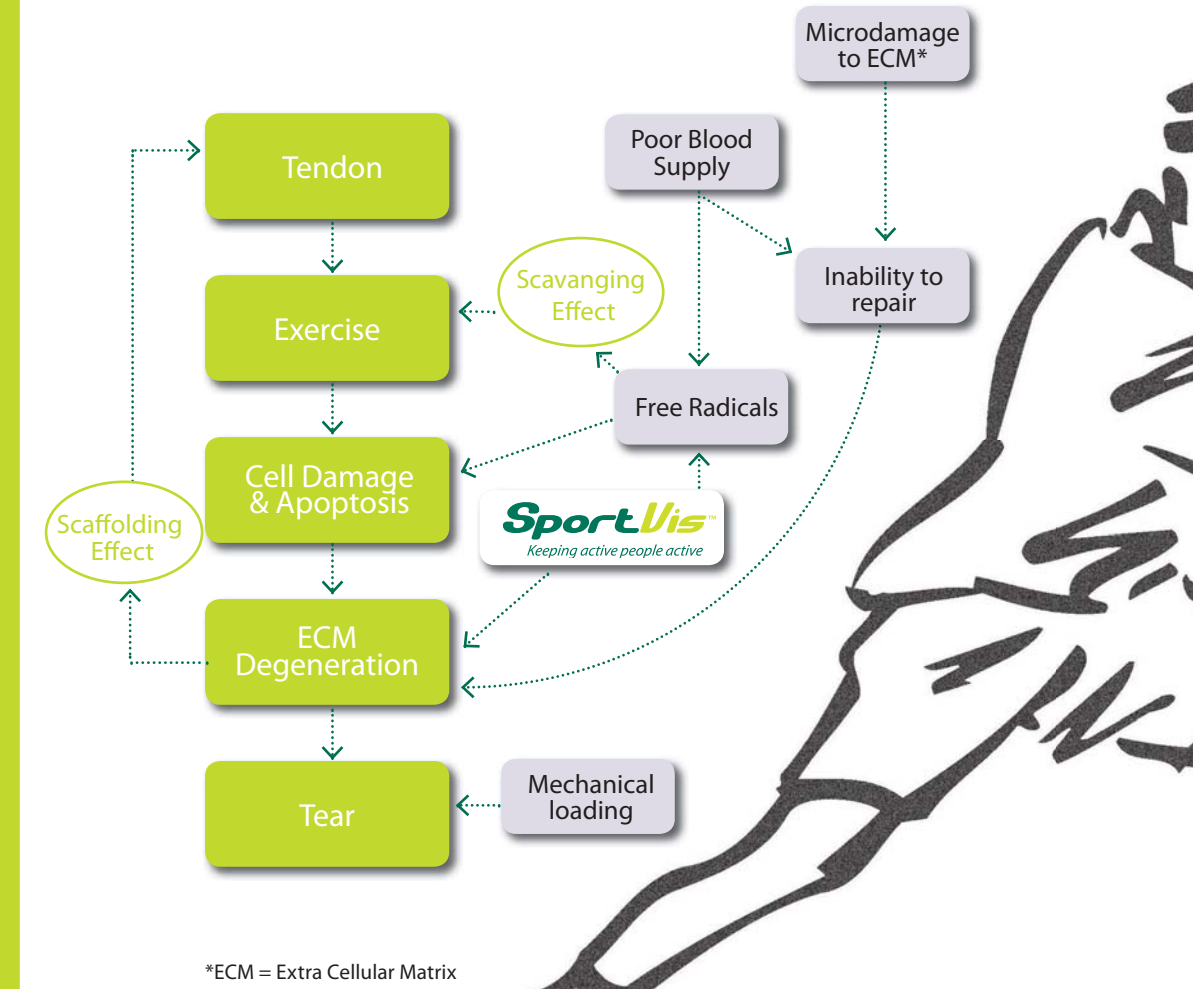 Microdamage
to ECM*
Tendon
Poor Blood
Supply
Scavanging
Effect
Inability to
repair
Exercise
Free Radicals
Cell Damage
& Apoptosis
SportVis™
Keeping active people active
Scaffolding
Effect
ECM
Degeneration
Mechanical
loading
Tear
*ECM = Extra Cellular Matrix